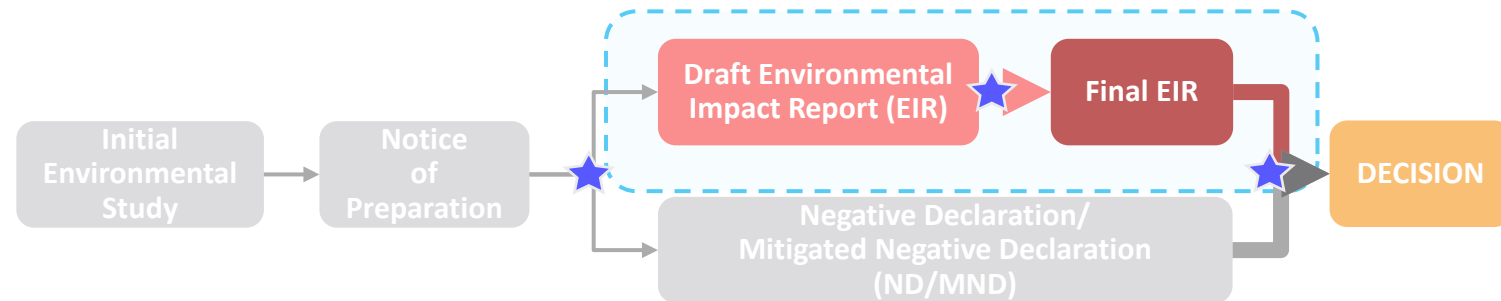 Initial
Environmental
Study
Notice
of
Preparation
Draft Environmental
Impact Report (EIR)
Final EIR
Negative Declaration/
Mitigated Negative Declaration
(ND/MND)
DECISION